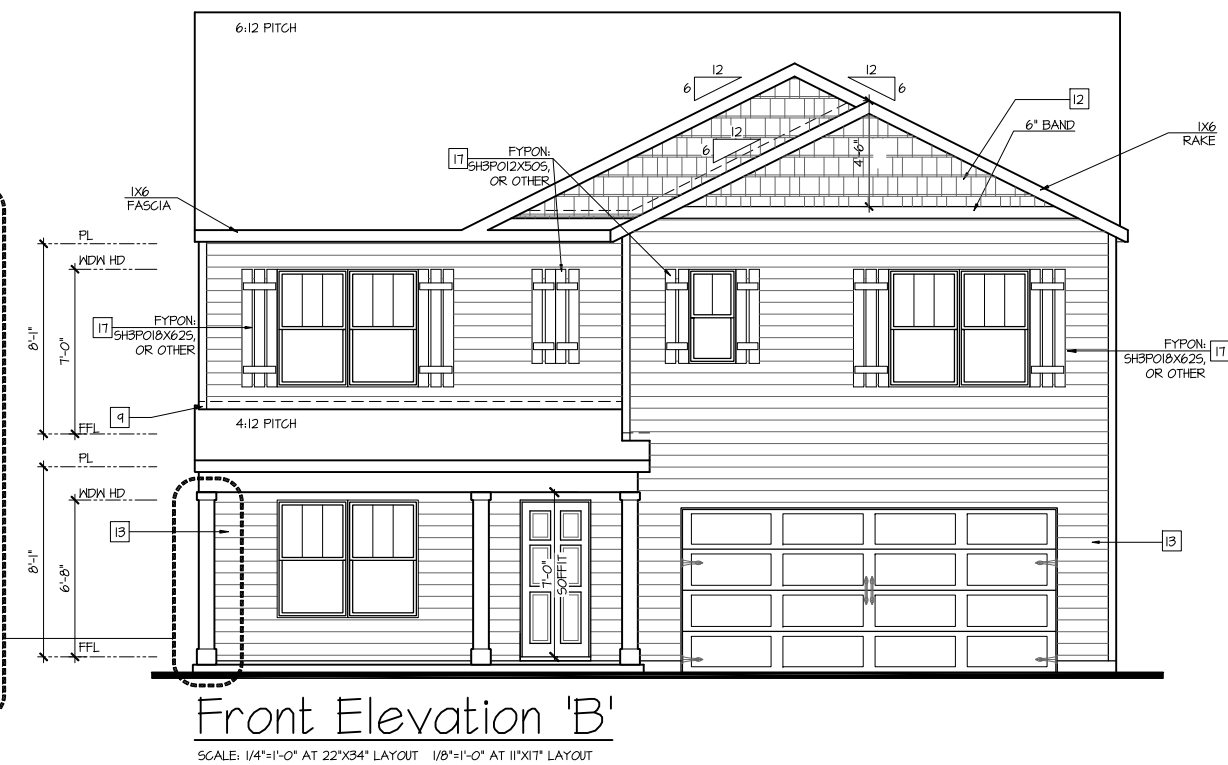 6:12 PITCH
12
6
12
6
12
6" BAND
12
6
1X6
RAKE
4'-6"
17
FYPON:
SH3PO12X50S,
OR OTHER
1X6
FASCIA
PL
WDW HD
8'-1"
7'-0"
17
FYPON:
SH3PO18X62S,
OR OTHER
FYPON:
SH3PO18X62S,
OR OTHER
17
9
4:12 PITCH
FFL
PL
WDW HD
13
8'-1"
6'-8"
7'-0"
SOFFIT
13
FFL
Front Elevation 'B'
SCALE: 1/4"=1'-0" AT 22"X34" LAYOUT 1/8"=1'-0" AT 11"X17" LAYOUT